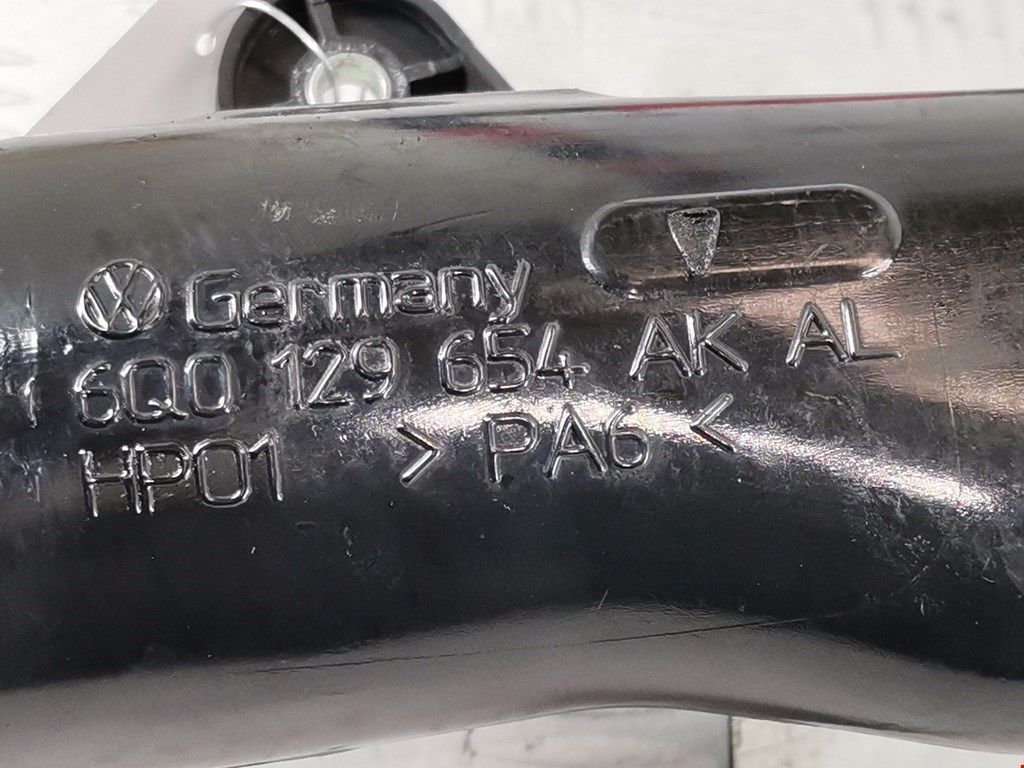 Germany
6Q0 129 654 AK AL
HP01 > PA6 <